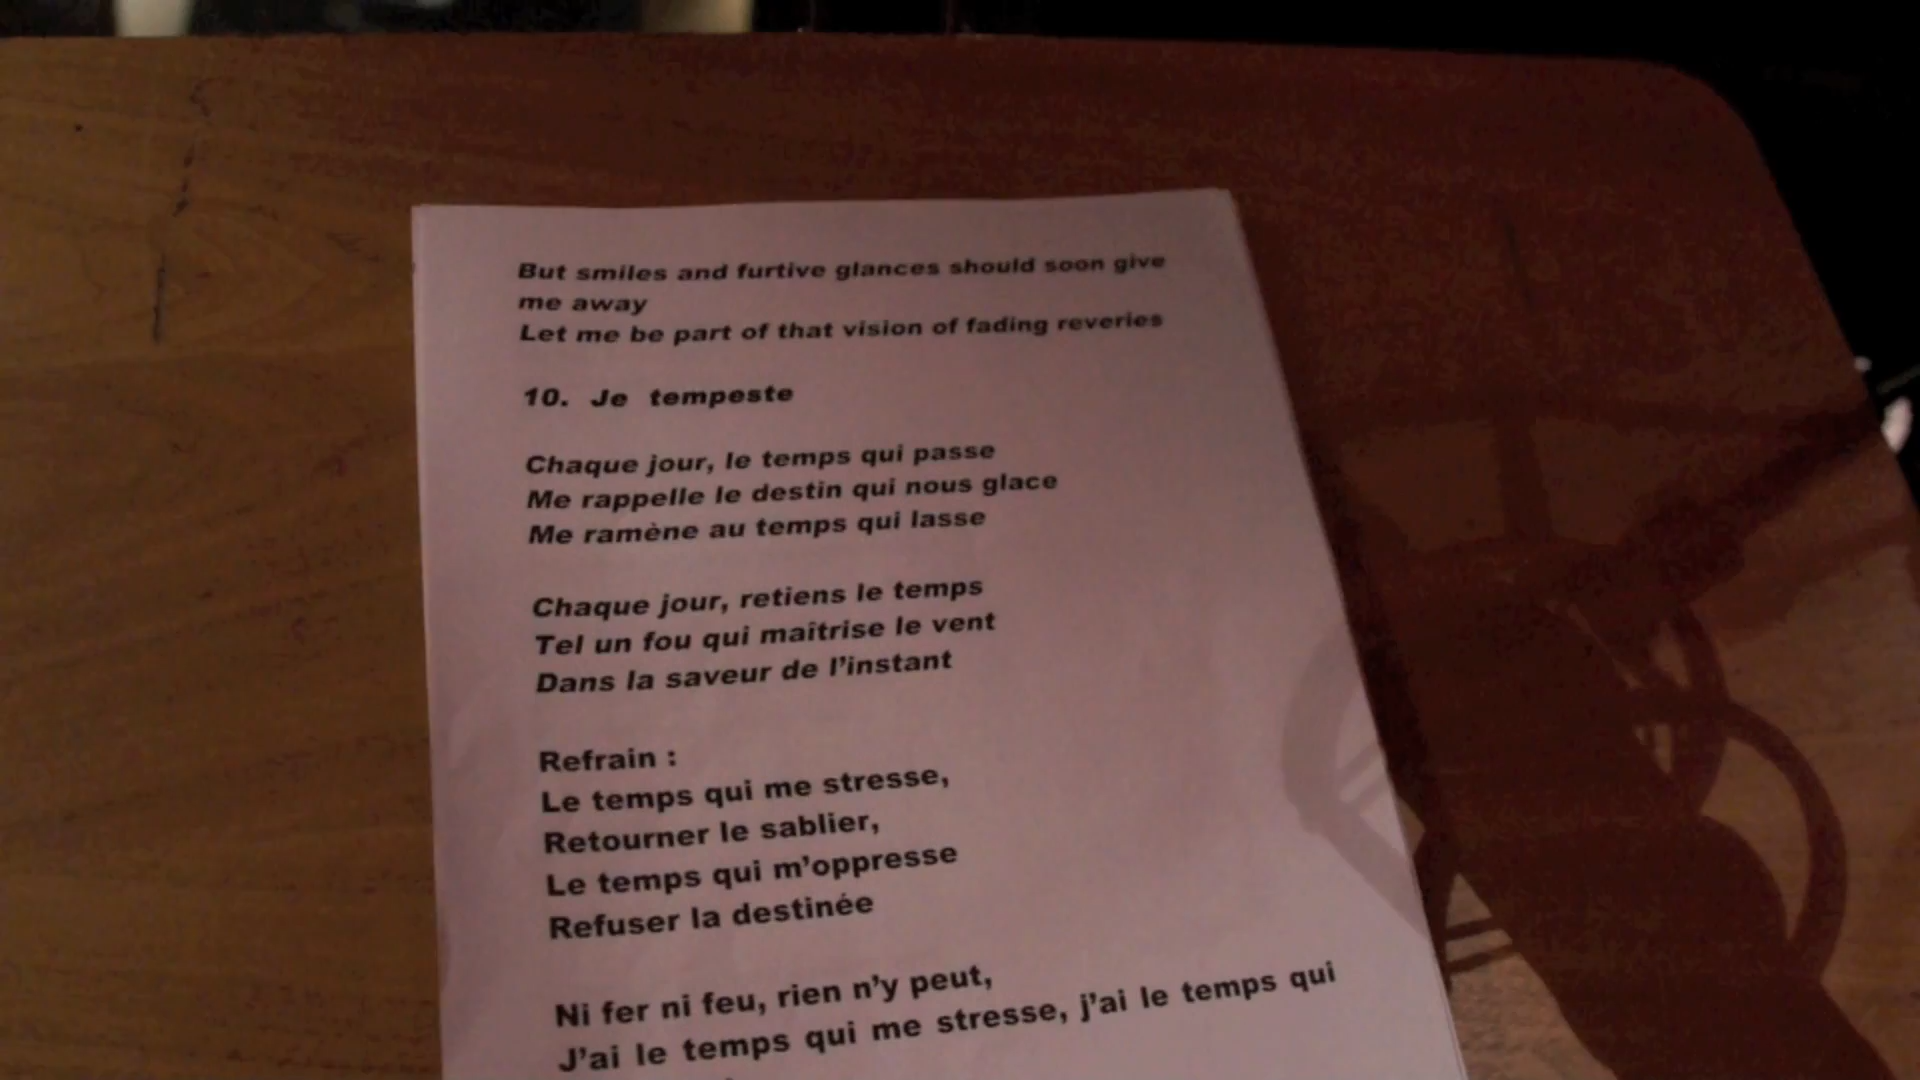 But smiles and furtive glances should soon give
me away
Let me be part of that vision of fading reveries
10. Je tempeste
Chaque jour, le temps qui passe
Me rappelle le destin qui nous glace
Me ramène au temps qui lasse
Chaque jour, retiens le temps
Tel un fou qui maîtrise le vent
Dans la saveur de l'instant
Refrain :
Le temps qui me stresse,
Retourner le sablier,
Le temps qui m'oppresse
Refuser la destinée
Ni fer ni feu, rien n'y peut,
J'ai le temps qui me stresse, j'ai le temps qui